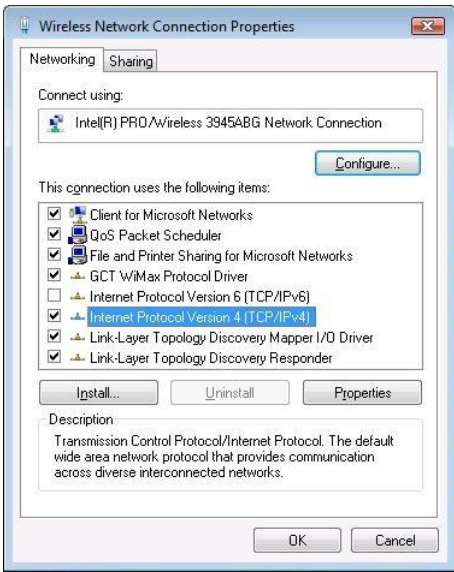 Wireless Network Connection Properties
Networking Sharing
Connect using:
Intel(R) PRO/Wireless 3945ABG Network Connection
Configure...
This connection uses the following items:
Client for Microsoft Networks
QoS Packet Scheduler
File and Printer Sharing for Microsoft Networks
GCT WiMax Protocol Driver
Internet Protocol Version 6 (TCP/IPv6)
Internet Protocol Version 4 (TCP/IPv4)
Link-Layer Topology Discovery Mapper I/O Driver
Link-Layer Topology Discovery Responder
Install... Uninstall Properties
Description
Transmission Control Protocol/Internet Protocol. The default
wide area network protocol that provides communication
across diverse interconnected networks.
OK Cancel